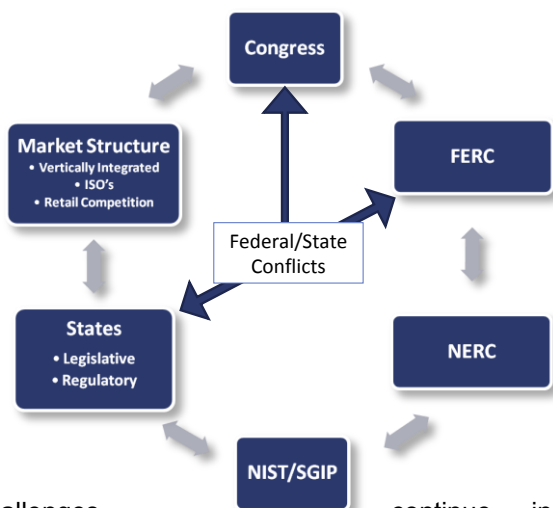 Congress
Market Structure
• Vertically Integrated
• ISO's
• Retail Competition
FERC
Federal/State
Conflicts
States
• Legislative
• Regulatory
NERC
NIST/SGIP
continue in